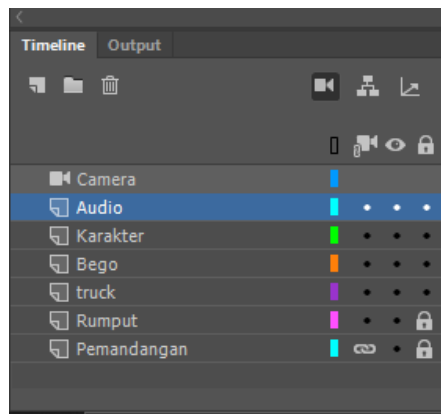 Timeline Output
Camera
Audio
Karakter
Bego
truck
Rumput
Pemandangan